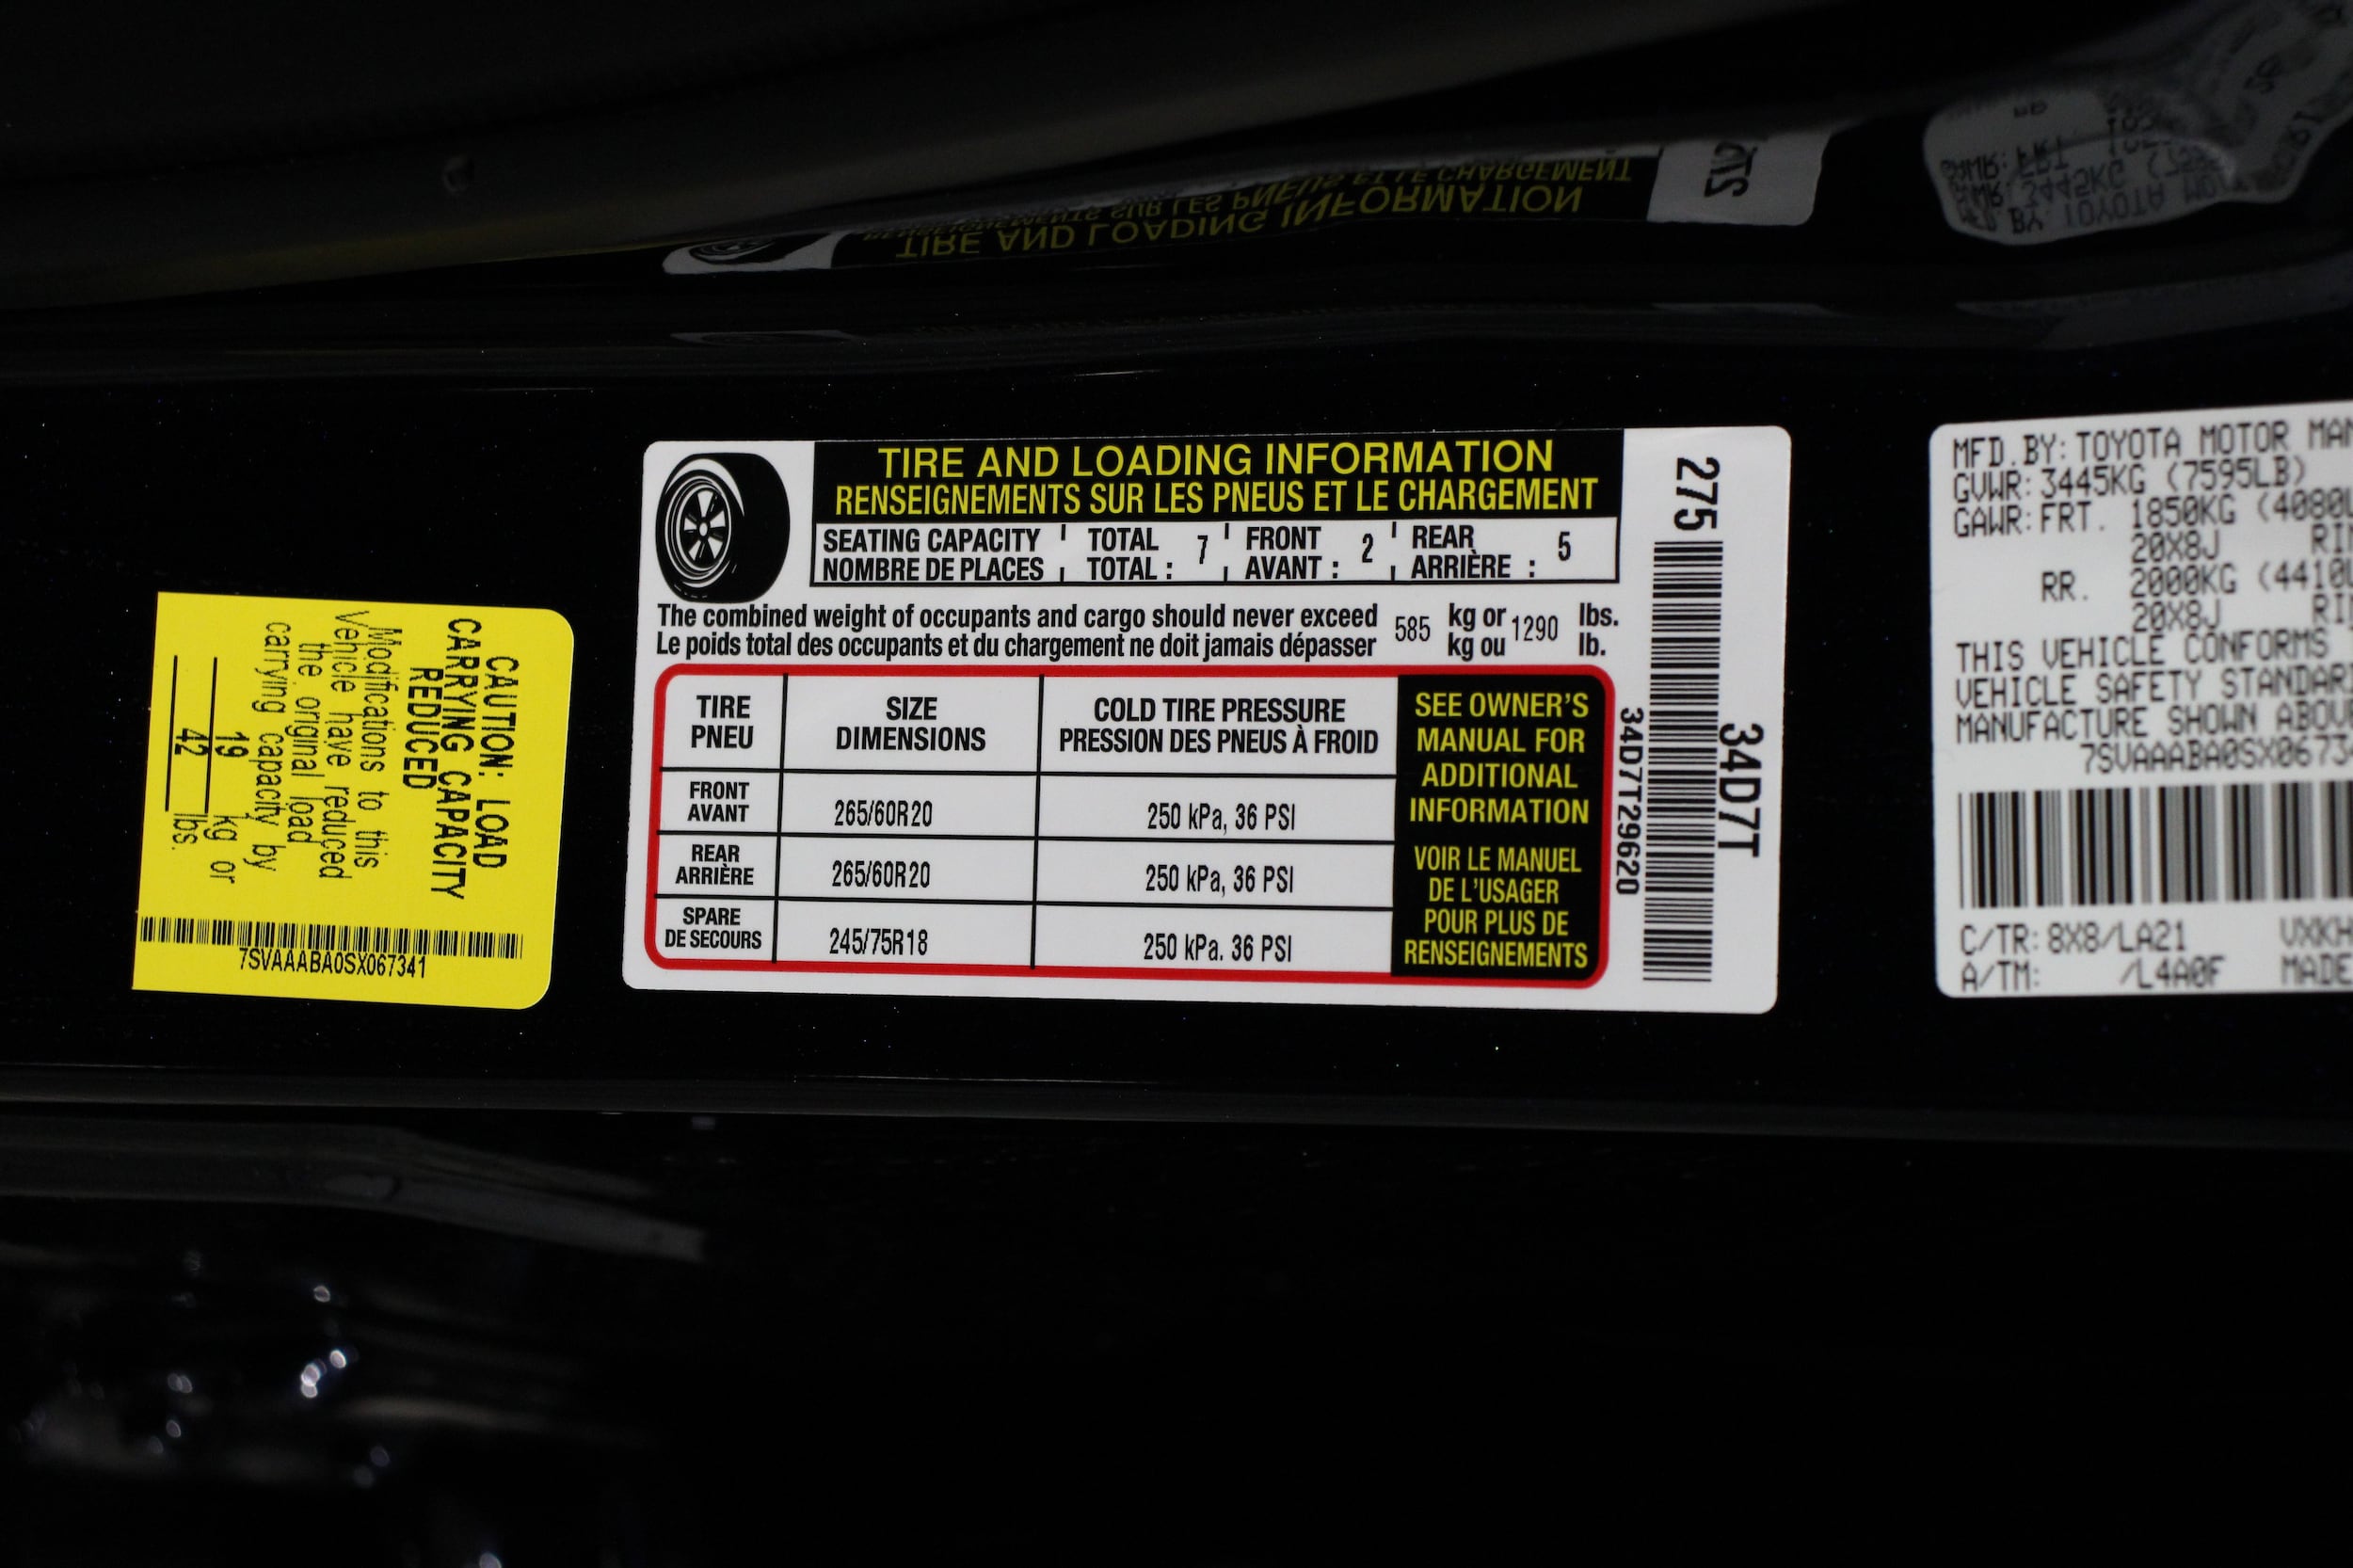 CAUTION: LOAD
CARRYING CAPACITY
REDUCED
Modifications to this
vehicle have reduced
the original load
carrying capacity by
19 kg or
42 lbs.
7SVAAABA0SX067341
TIRE AND LOADING INFORMATION
RENSEIGNEMENTS SUR LES PNEUS ET LE CHARGEMENT
SEATING CAPACITY TOTAL 7 FRONT 2 REAR 5
NOMBRE DE PLACES TOTAL : AVANT : ARRIÈRE :
The combined weight of occupants and cargo should never exceed 585 kg or 1290 lbs.
Le poids total des occupants et du chargement ne doit jamais dépasser kg ou lb.
TIRE SIZE COLD TIRE PRESSURE
PNEU DIMENSIONS PRESSION DES PNEUS À FROID
FRONT
AVANT 265/60R20 250 kPa, 36 PSI
REAR
ARRIÈRE 265/60R20 250 kPa, 36 PSI
SPARE
DE SECOURS 245/75R18 250 kPa. 36 PSI
SEE OWNER'S
MANUAL FOR
ADDITIONAL
INFORMATION
VOIR LE MANUEL
DE L'USAGER
POUR PLUS DE
RENSEIGNEMENTS
275
34D7T
34D7T29620
MFD.BY: TOYOTA MOTOR
GVWR: 3445KG (7595LB)
GAWR: FRT. 1850KG
20X8J
RR. 2000KG
20X8J
THIS VEHICLE CONFORMS
VEHICLE SAFETY
MANUFACTURE SHOWN
C/TR: 8X8/LA21
A/TM: /L4A0F
TIRE AND LOADING INFORMATION